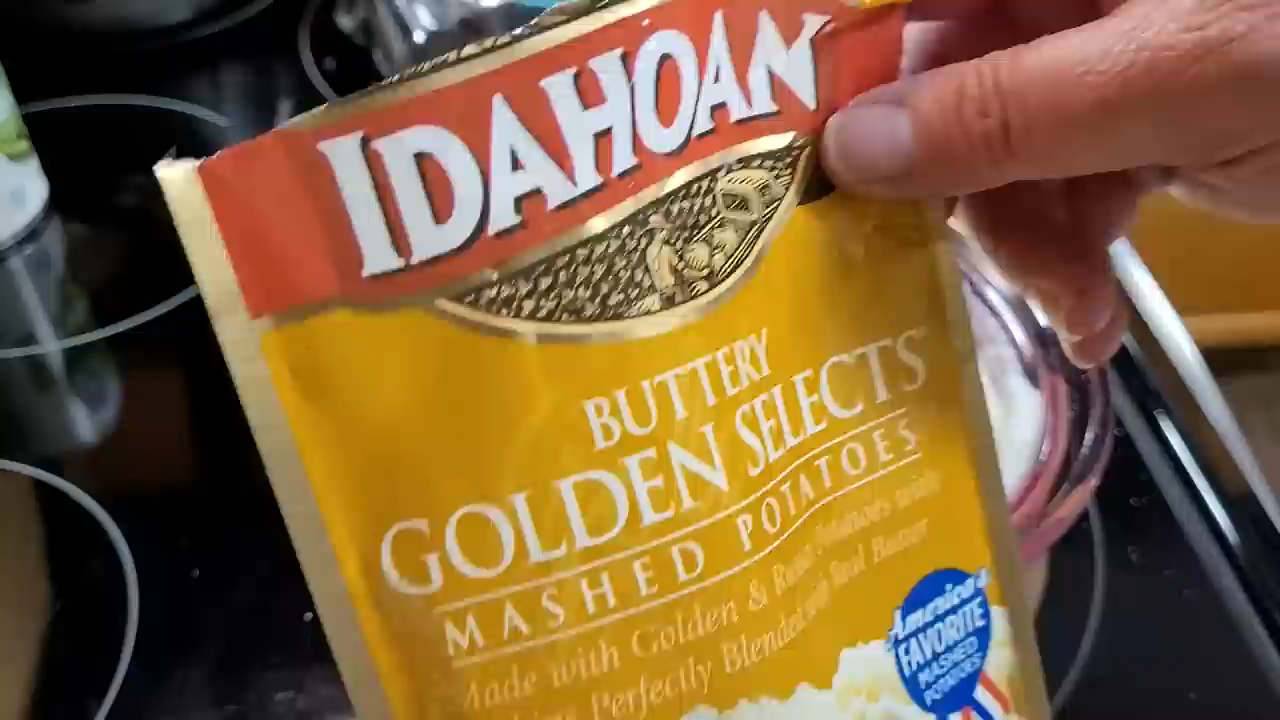 IDAHOAN
BUTTERY
GOLDEN SELECTS
MASHED POTATOES
Made with Golden & Russet Potatoes with
Perfectly Blended with Real Butter
America's
FAVORITE
MASHED
POTATOES